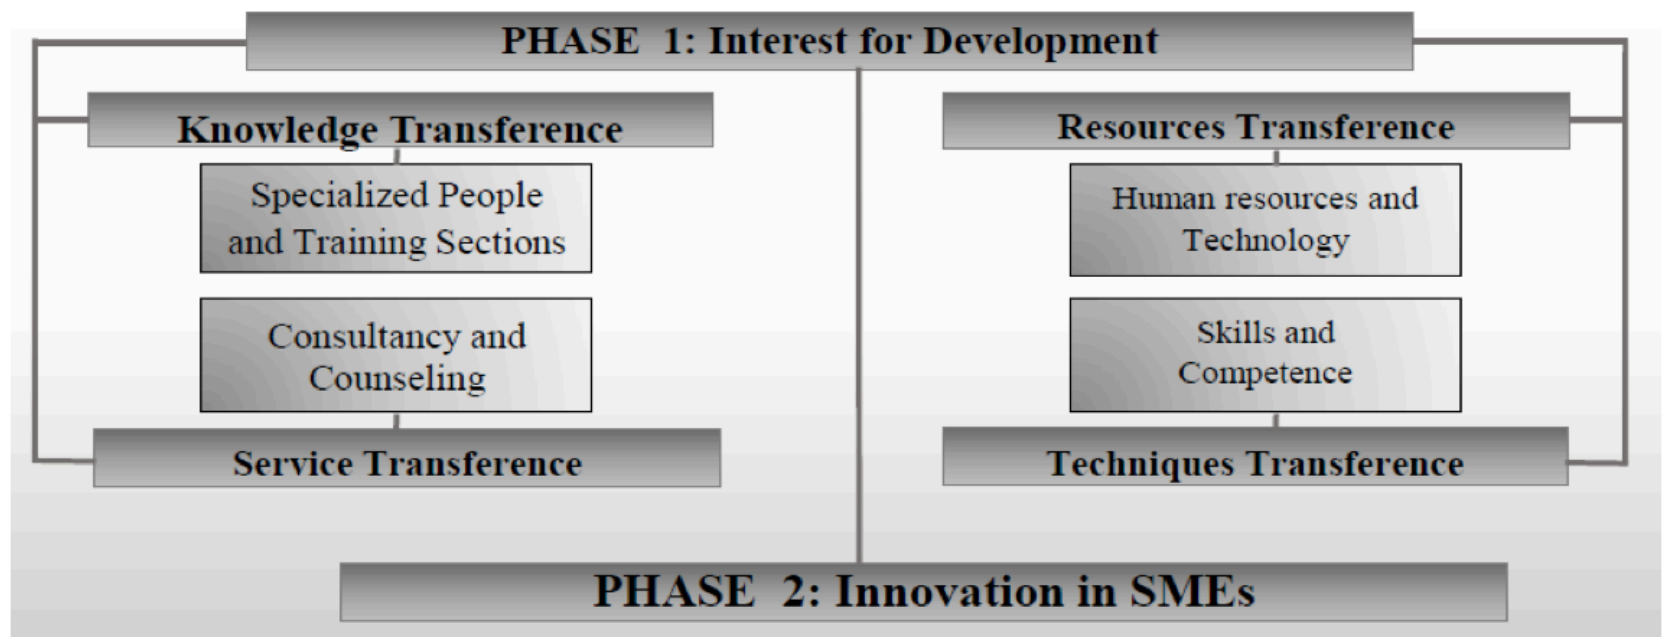 PHASE 1: Interest for Development
Knowledge Transference
Specialized People
and Training Sections
Consultancy and
Counseling
Service Transference
Resources Transference
Human resources and
Technology
Skills and
Competence
Techniques Transference
PHASE 2: Innovation in SMEs